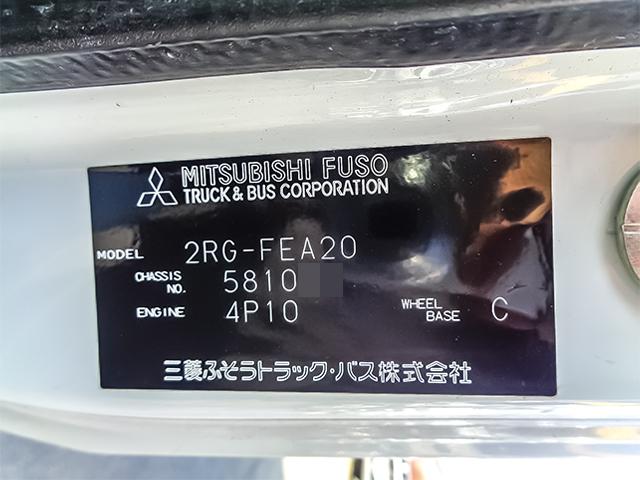 MITSUBISHI FUSO
TRUCK & BUS CORPORATION
MODEL 2RG-FEA20
CHASSIS NO. 5810
ENGINE 4P10 WHEEL BASE C
三菱ふそうトラック・バス株式会社